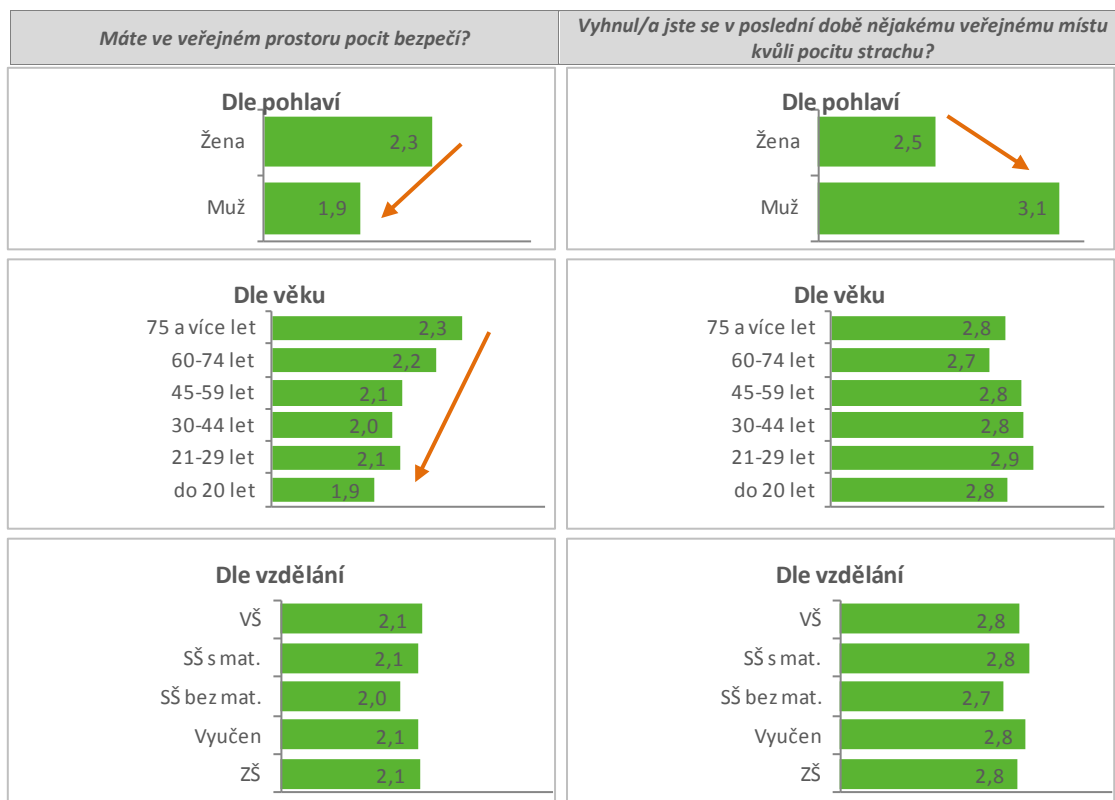 Máte ve veřejném prostoru pocit bezpečí?
Vyhnul/a jste se v poslední době nějakému veřejnému místu
kvůli pocitu strachu?
Dle pohlaví
Žena
2,3
Muž
1,9
Dle pohlaví
Žena
2,5
Muž
3,1
Dle věku
75 a více let
2,3
60-74 let
2,2
45-59 let
2,1
30-44 let
2,0
21-29 let
2,1
do 20 let
1,9
Dle věku
75 a více let
2,8
60-74 let
2,7
45-59 let
2,8
30-44 let
2,8
21-29 let
2,9
do 20 let
2,8
Dle vzdělání
VŠ
2,1
SŠ s mat.
2,1
SŠ bez mat.
2,0
Vyučen
2,1
ZŠ
2,1
Dle vzdělání
VŠ
2,8
SŠ s mat.
2,8
SŠ bez mat.
2,7
Vyučen
2,8
ZŠ
2,8